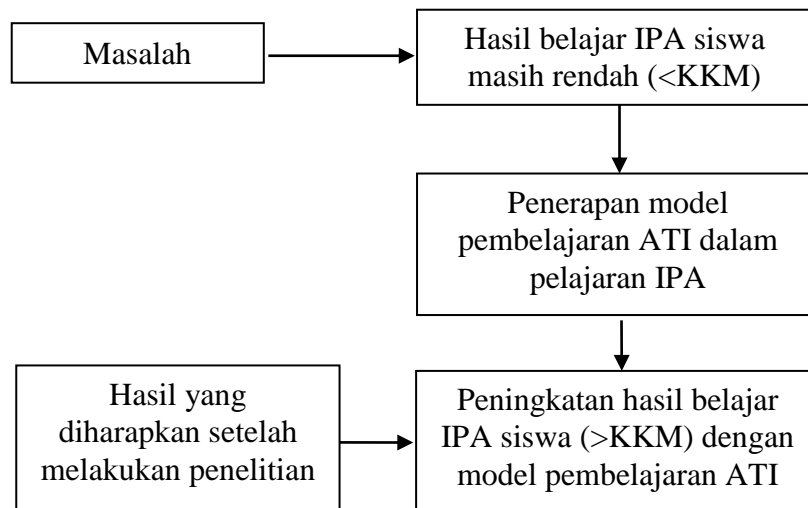 Masalah
Hasil belajar IPA siswa
masih rendah (<KKM)
Penerapan model
pembelajaran ATI dalam
pelajaran IPA
Hasil yang
diharapkan setelah
melakukan penelitian
Peningkatan hasil belajar
IPA siswa (>KKM) dengan
model pembelajaran ATI